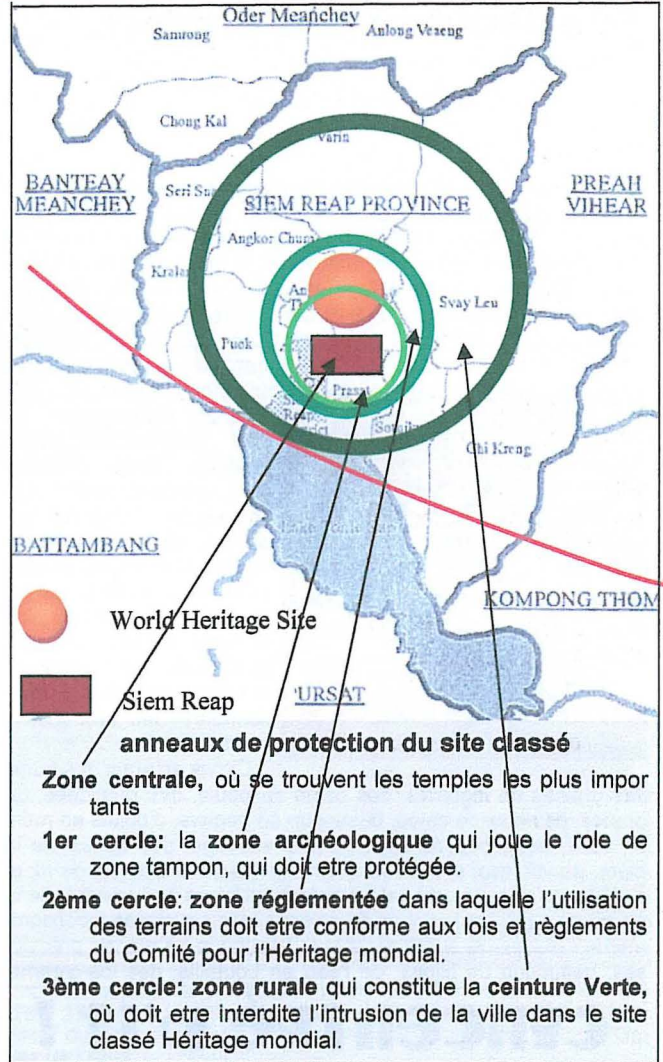 Oder Meanchey
Samrong
Anlong Veaeng
Chong Kal
Varin
BANTEAY
MEANCHEY
PREAH
VIHEAR
SIEM REAP PROVINCE
Angkor Chum
Kralan
Svay Leu
Puok
Prasat
Chi Kreng
BATTAMBANG
KOMPONG THOM
World Heritage Site
Siem Reap
'URSAT
anneaux de protection du site classé
Zone centrale, où se trouvent les temples les plus impor
tants
1er cercle: la zone archéologique qui joue le role de
zone tampon, qui doit etre protégée.
2ème cercle: zone réglementée dans laquelle l'utilisation
des terrains doit etre conforme aux lois et règlements
du Comité pour l'Héritage mondial.
3ème cercle: zone rurale qui constitue la ceinture Verte,
où doit etre interdite l'intrusion de la ville dans le site
classé Héritage mondial.